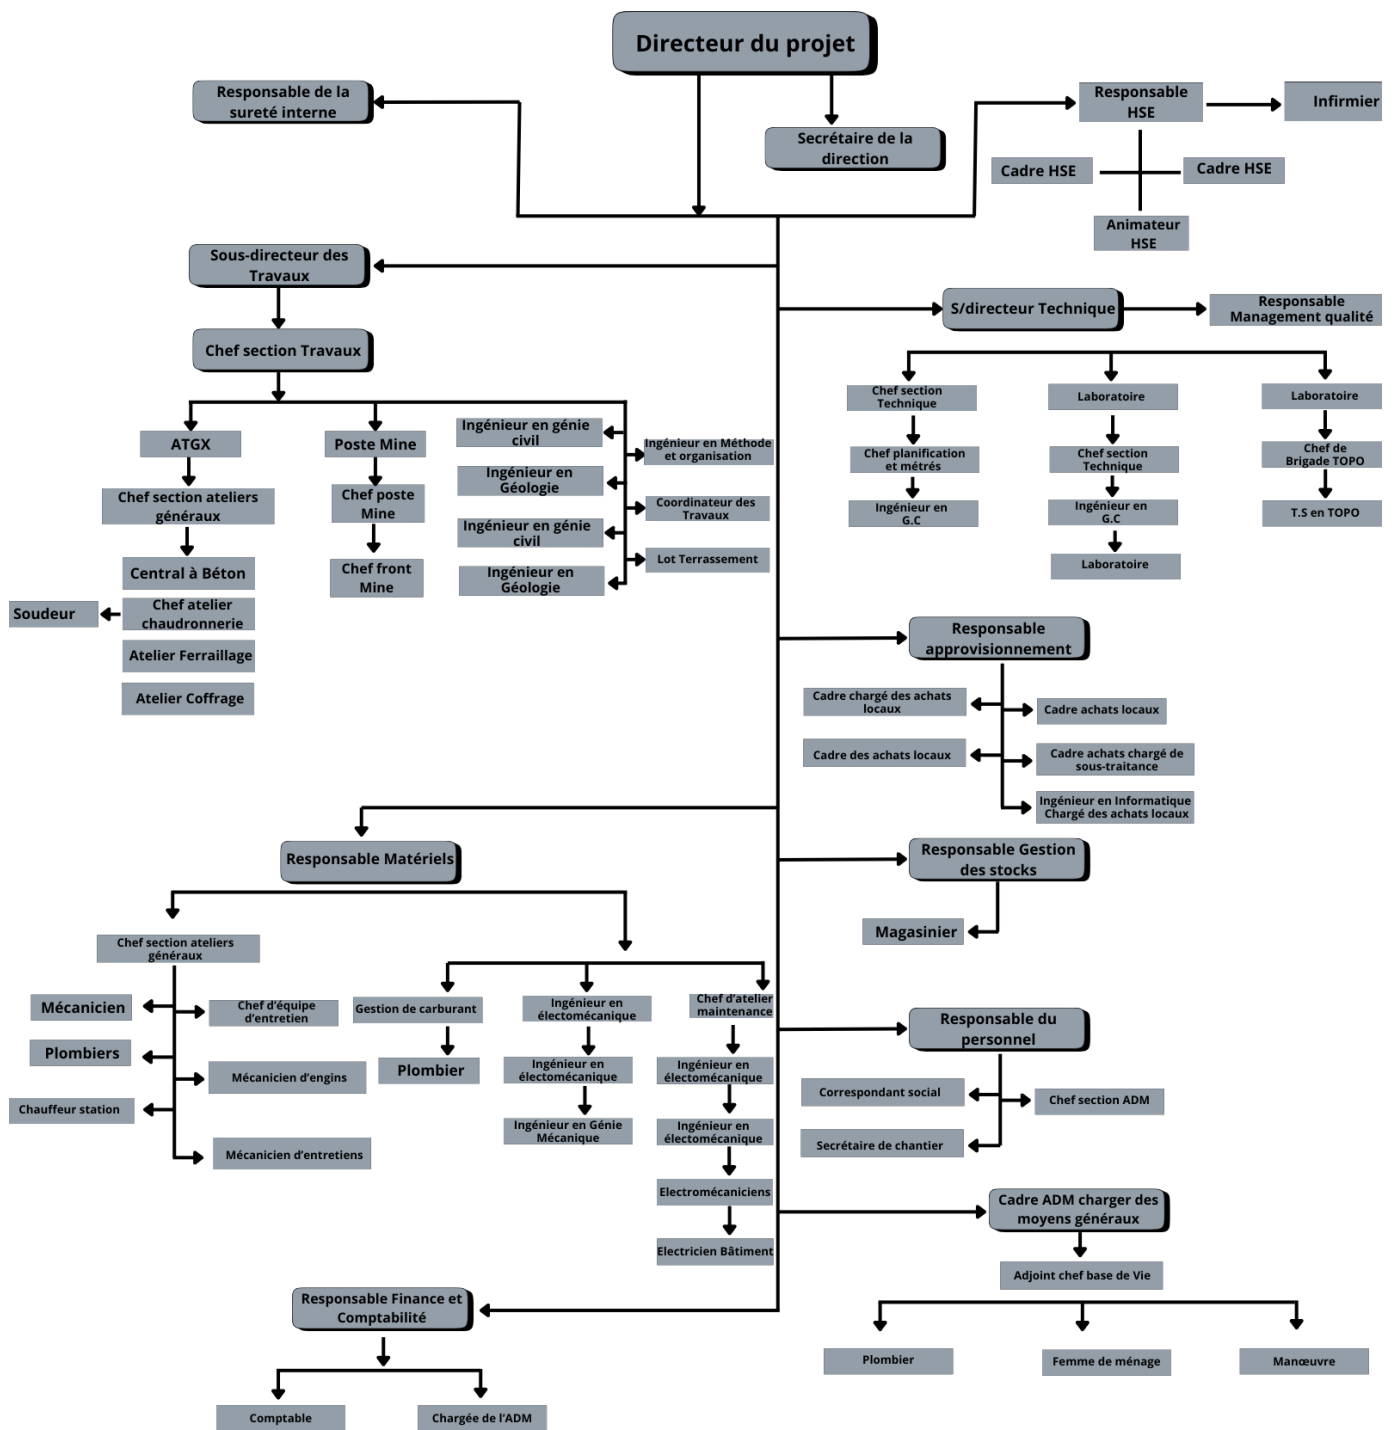 Directeur du projet
Responsable de la
sureté interne
Secrétaire de la
direction
Responsable
HSE
Infirmier
Cadre HSE
Cadre HSE
Animateur
HSE
Sous-directeur des
Travaux
S/directeur Technique
Responsable
Management qualité
Chef section Travaux
ATGX
Poste Mine
Ingénieur en génie
civil
Ingénieur en Méthode
et organisation
Chef section ateliers
généraux
Chef poste
Mine
Ingénieur en
Géologie
Coordinateur des
Travaux
Ingénieur en génie
civil
Lot Terrassement
Central à Béton
Chef front
Mine
Ingénieur en
Géologie
Soudeur
Chef atelier
chaudronnerie
Atelier Ferraillage
Atelier Coffrage
Chef section
Technique
Laboratoire
Laboratoire
Chef planification
et métrés
Chef section
Technique
Chef de
Brigade TOPO
Ingénieur en
G.C
Ingénieur en
G.C
T.S en TOPO
Laboratoire
Responsable
approvisionnement
Cadre chargé des achats
locaux
Cadre achats locaux
Cadre des achats locaux
Cadre achats chargé de
sous-traitance
Ingénieur en Informatique
Chargé des achats locaux
Responsable Matériels
Responsable Gestion
des stocks
Magasinier
Chef section ateliers
généraux
Mécanicien
Chef d'équipe
d'entretien
Plombiers
Mécanicien d'engins
Chauffeur station
Mécanicien d'entretiens
Gestion de carburant
Plombier
Ingénieur en
électomécanique
Ingénieur en
électomécanique
Ingénieur en Génie
Mécanique
Chef d'atelier
maintenance
Ingénieur en
électomécanique
Ingénieur en
électomécanique
Electromécaniciens
Electricien Bâtiment
Responsable du
personnel
Correspondant social
Chef section ADM
Secrétaire de chantier
Cadre ADM charger des
moyens généraux
Adjoint chef base de Vie
Plombier
Femme de ménage
Manœuvre
Responsable Finance et
Comptabilité
Comptable
Chargée de l'ADM